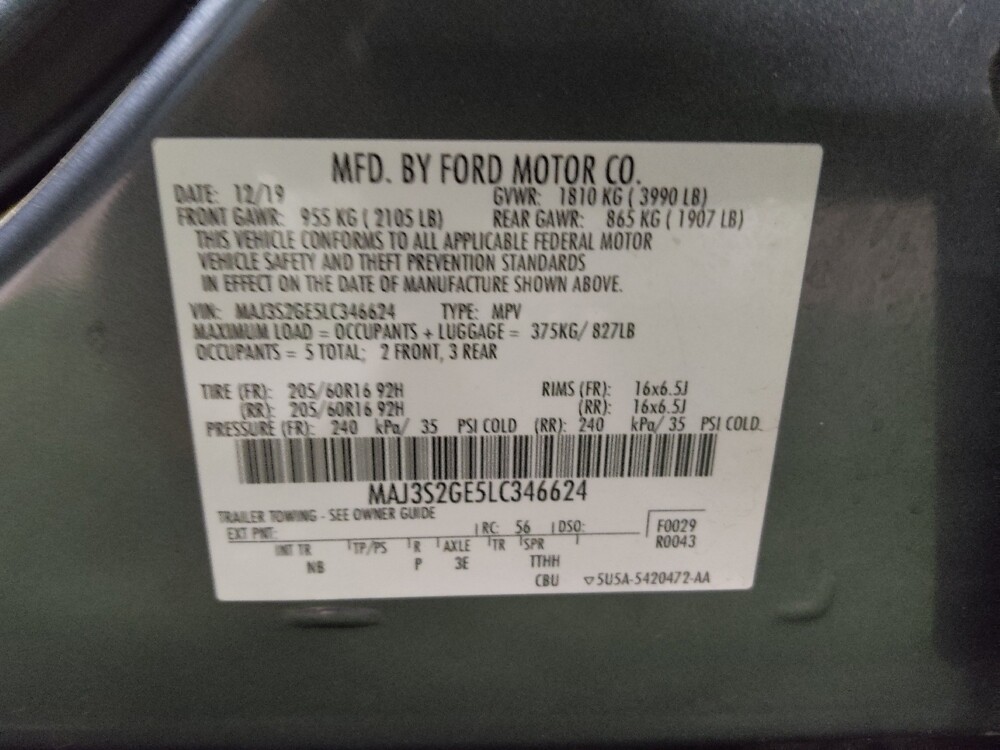 MFD. BY FORD MOTOR CO.
DATE: 12/19 GVWR: 1810 KG ( 3990 LB)
FRONT GAWR: 955 KG ( 2105 LB) REAR GAWR: 865 KG ( 1907 LB)
THIS VEHICLE CONFORMS TO ALL APPLICABLE FEDERAL MOTOR
VEHICLE SAFETY AND THEFT PREVENTION STANDARDS
IN EFFECT ON THE DATE OF MANUFACTURE SHOWN ABOVE.
VIN: MAJ3S2GE5LC346624 TYPE: MPV
MAXIMUM LOAD = OCCUPANTS + LUGGAGE = 375KG/ 827LB
OCCUPANTS = 5 TOTAL; 2 FRONT, 3 REAR
TIRE (FR): 205/60R16 92H RIMS (FR): 16x6.5J
(RR): 205/60R16 92H (RR): 16x6.5J
PRESSURE (FR): 240 kPa/ 35 PSI COLD (RR): 240 kPa/ 35 PSI COLD
MAJ3S2GE5LC346624
TRAILER TOWING - SEE OWNER GUIDE
EXT PNT: RC: 56 DSO: F0029
INT TR TP/PS R AXLE TR SPR R0043
NB P 3E TTHH
CBU ▽5U5A-5420472-AA